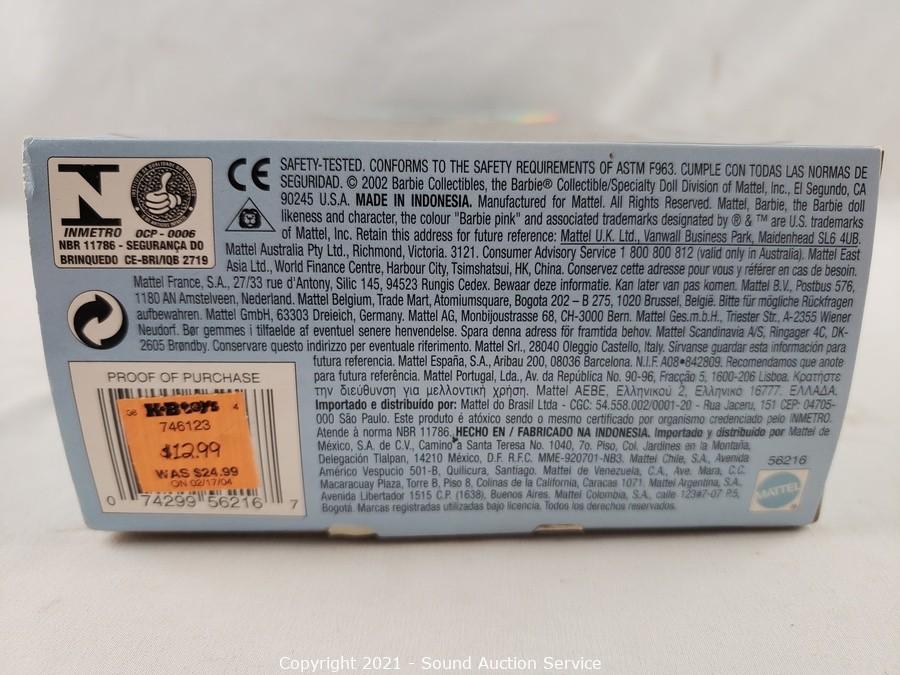 INMETRO
OCP - 0006
NBR 11786 - SEGURANÇA DO
BRINQUEDO CE-BRI/IQB 2719
CE SAFETY-TESTED. CONFORMS TO THE SAFETY REQUIREMENTS OF ASTM F963. CUMPLE CON TODAS LAS NORMAS DE
SEGURIDAD. © 2002 Barbie Collectibles, the Barbie® Collectible/Specialty Doll Division of Mattel, Inc., El Segundo, CA
90245 U.S.A. MADE IN INDONESIA. Manufactured for Mattel. All Rights Reserved. Mattel, Barbie, the Barbie doll
likeness and character, the colour "Barbie pink" and associated trademarks designated by ® & ™ are U.S. trademarks
of Mattel, Inc. Retain this address for future reference: Mattel U.K. Ltd., Vanwall Business Park, Maidenhead SL6 4UB.
Mattel Australia Pty Ltd., Richmond, Victoria. 3121. Consumer Advisory Service 1 800 800 812 (valid only in Australia). Mattel East
Asia Ltd., World Finance Centre, Harbour City, Tsimshatsui, HK, China. Conservez cette adresse pour vous y référer en cas de besoin.
Mattel France, S.A., 27/33 rue d'Antony, Silic 145, 94523 Rungis Cedex. Bewaar deze informatie. Kan later van pas komen. Mattel B.V., Postbus 576,
1180 AN Amstelveen, Nederland. Mattel Belgium, Trade Mart, Atomiumsquare, Bogota 202 – B 275, 1020 Brussel, België. Bitte für mögliche Rückfragen
aufbewahren. Mattel GmbH, 63303 Dreieich, Germany. Mattel AG, Monbijoustrasse 68, CH-3000 Bern. Mattel Ges.m.b.H., Triester Str., A-2355 Wiener
Neudorf. Bør gemmes i tilfælde af eventuel senere henvendelse. Spara denna adress för framtida behov. Mattel Scandinavia A/S, Ringager 4C, DK-
2605 Brøndby. Conservare questo indirizzo per eventuale riferimento. Mattel Srl., 28040 Oleggio Castello, Italy. Sírvanse guardar esta información para
futura referencia. Mattel España, S.A., Aribau 200, 08036 Barcelona. N.I.F. A08•842809. Recomendamos que anote
para futura referência. Mattel Portugal, Lda., Av. da República No. 90-96, Fracção 5, 1600-206 Lisboa. Κρατήστε
την διεύθυνση για μελλοντική χρήση. Mattel AEBE, Ελληνικού 2, Ελληνικό 16777. ΕΛΛΑΔΑ.
Importado e distribuido por: Mattel do Brasil Ltda - CGC: 54.558.002/0001-20 - Rua Jaceru, 151 CEP: 04705-
000 São Paulo. Este produto é atóxico sendo o mesmo certificado por organismo credenciado pelo INMETRO.
Atende à norma NBR 11786. HECHO EN / FABRICADO NA INDONESIA. Importado y distribuido por Mattel de
México, S.A. de C.V., Camino a Santa Teresa No. 1040, 7o. Piso, Col. Jardines en la Montaña,
Delegación Tlalpan, 14210 México, D.F. R.F.C. MME-920701-NB3. Mattel Chile, S.A., Avenida
Américo Vespucio 501-B, Quilicura, Santiago. Mattel de Venezuela, C.A., Ave. Mara, C.C.
Macaracuay Plaza, Torre B, Piso 8, Colinas de la California, Caracas 1071. Mattel Argentina, S.A.,
Avenida Libertador 1515 C.P. (1638), Buenos Aires. Mattel Colombia, S.A., calle 123#7-07 P.5,
Bogotá. Marcas registradas utilizadas bajo licencia. Todos los derechos reservados.
PROOF OF PURCHASE
K•B toys
746123
$12.99
WAS $24.99
ON 02/17/04
0 74299 56216 7
56216
MATTEL
Copyright 2021 - Sound Auction Service